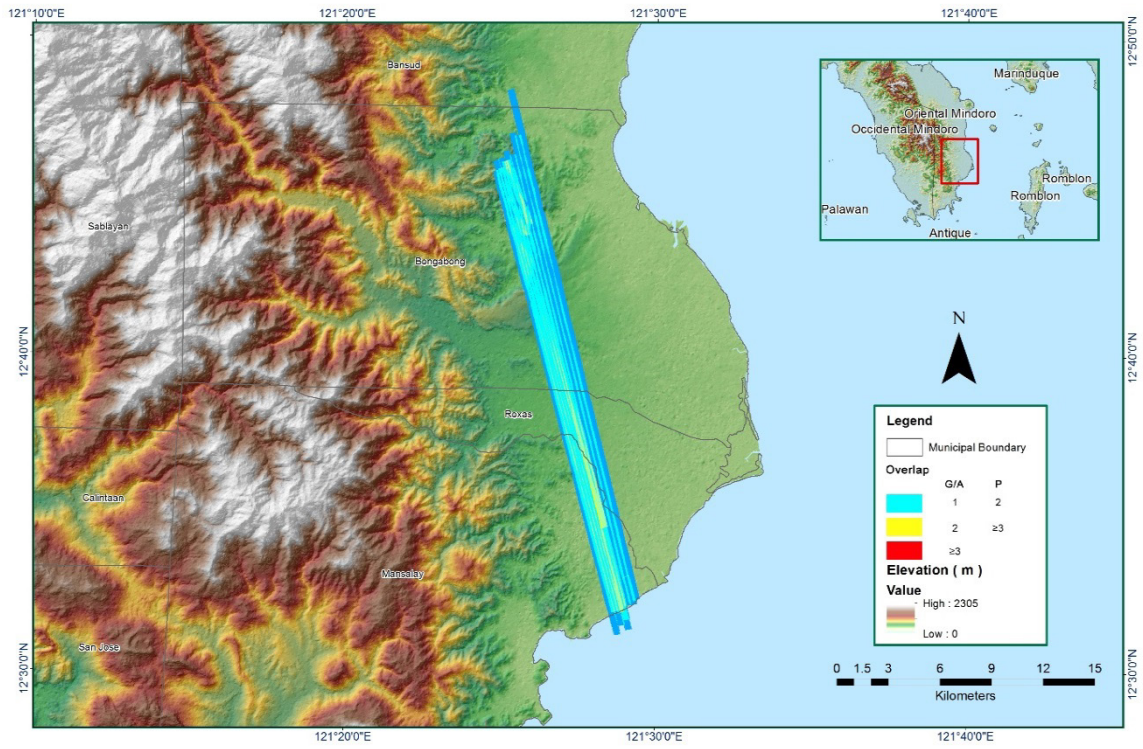 121°10'0"E
121°20'0"E
121°30'0"E
121°40'0"E
12°50'0"N
12°50'0"N
Bansud
Marinduque
Oriental Mindoro
Occidental Mindoro
Romblon
Romblon
Palawan
Antique
Sablayan
Bongabong
N
12°40'0"N
12°40'0"N
Roxas
Legend
Municipal Boundary
Overlap
G/A P
1 2
2 ≥3
≥3
Elevation ( m )
Value
High : 2305
Low : 0
Calintaan
Mansalay
San Jose
12°30'0"N
12°30'0"N
0 1.5 3 6 9 12 15
Kilometers
121°20'0"E
121°30'0"E
121°40'0"E